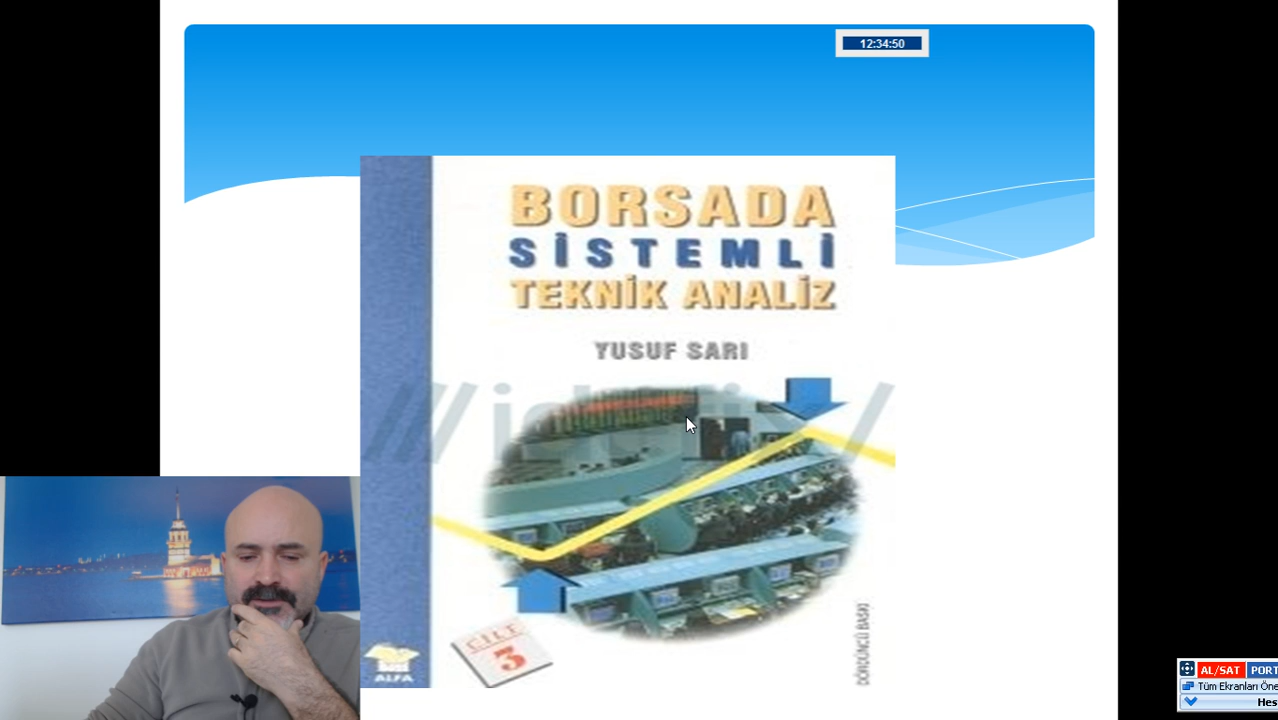 12:34:50
BORSADA
SİSTEMLİ
TEKNİK ANALİZ
YUSUF SARI
CİLT
3
ALFA
DÖRDÜNCÜ BASKI
AL/SAT PORT
Tüm Ekranları Öne
Hes